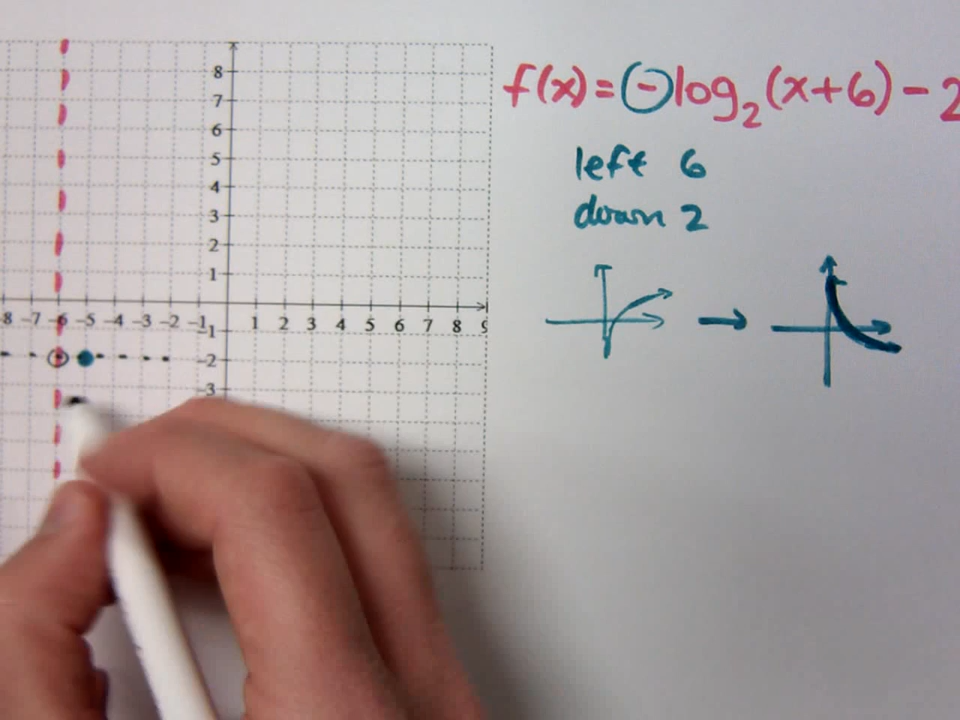 f(x) = -log₂(x+6) - 2
left 6
down 2
8
7
6
5
4
3
2
1
-8 -7 -6 -5 -4 -3 -2 -1 1 2 3 4 5 6 7 8 9
-1
-2
-3